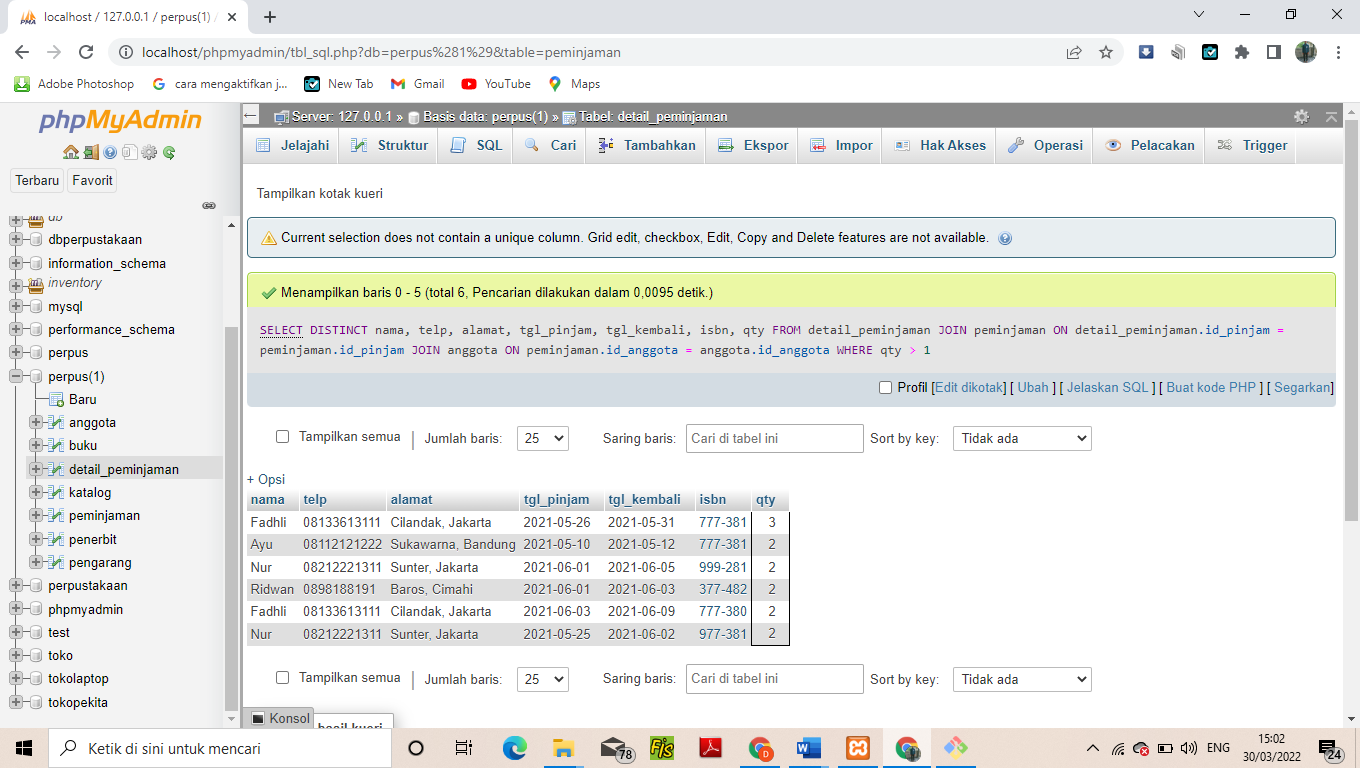 PMA localhost / 127.0.0.1 / perpus(1) /
localhost/phpmyadmin/tbl_sql.php?db=perpus%281%29&table=peminjaman
Adobe Photoshop
cara mengaktifkan j...
New Tab
Gmail
YouTube
Maps
phpMyAdmin
Terbaru Favorit
db
dbperpustakaan
information_schema
inventory
mysql
performance_schema
perpus
perpus(1)
Baru
anggota
buku
detail_peminjaman
katalog
peminjaman
penerbit
pengarang
perpustakaan
phpmyadmin
test
toko
tokolaptop
tokopekita
Server: 127.0.0.1 » Basis data: perpus(1) » Tabel: detail_peminjaman
Jelajahi Struktur SQL Cari Tambahkan Ekspor Impor Hak Akses Operasi Pelacakan Trigger
Tampilkan kotak kueri
Current selection does not contain a unique column. Grid edit, checkbox, Edit, Copy and Delete features are not available.
Menampilkan baris 0 - 5 (total 6, Pencarian dilakukan dalam 0,0095 detik.)
SELECT DISTINCT nama, telp, alamat, tgl_pinjam, tgl_kembali, isbn, qty FROM detail_peminjaman JOIN peminjaman ON detail_peminjaman.id_pinjam =
peminjaman.id_pinjam JOIN anggota ON peminjaman.id_anggota = anggota.id_anggota WHERE qty > 1
Profil [Edit dikotak] [ Ubah ] [ Jelaskan SQL ] [ Buat kode PHP ] [ Segarkan]
Tampilkan semua | Jumlah baris: 25 Saring baris: Cari di tabel ini Sort by key: Tidak ada
+ Opsi
nama telp alamat tgl_pinjam tgl_kembali isbn qty
Fadhli 08133613111 Cilandak, Jakarta 2021-05-26 2021-05-31 777-381 3
Ayu 08112121222 Sukawarna, Bandung 2021-05-10 2021-05-12 777-381 2
Nur 08212221311 Sunter, Jakarta 2021-06-01 2021-06-05 999-281 2
Ridwan 0898188191 Baros, Cimahi 2021-06-01 2021-06-03 377-482 2
Fadhli 08133613111 Cilandak, Jakarta 2021-06-03 2021-06-09 777-380 2
Nur 08212221311 Sunter, Jakarta 2021-05-25 2021-06-02 977-381 2
Tampilkan semua | Jumlah baris: 25 Saring baris: Cari di tabel ini Sort by key: Tidak ada
Konsol
hasil kueri
Ketik di sini untuk mencari
78
Fis
D
ENG
15:02
30/03/2022
24